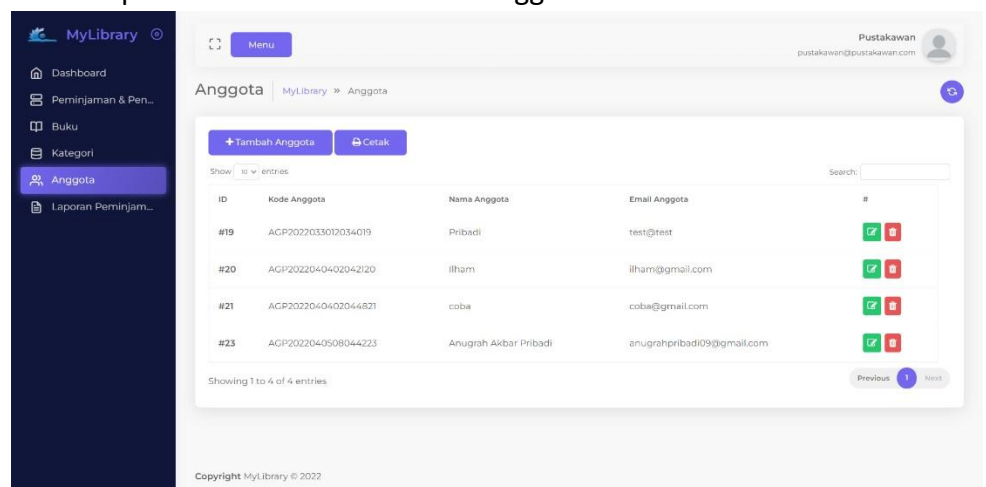 MyLibrary
Menu
Pustakawan
pustakawan@pustakawan.com
Dashboard
Peminjaman & Pen...
Buku
Kategori
Anggota
Laporan Peminjam...
Anggota MyLibrary » Anggota
Tambah Anggota Cetak
Show 10 entries Search:
ID Kode Anggota Nama Anggota Email Anggota #
#19 AGP2022033012034019 Pribadi test@test
#20 AGP2022040402042120 Ilham ilham@gmail.com
#21 AGP2022040402044821 coba coba@gmail.com
#23 AGP2022040508044223 Anugrah Akbar Pribadi anugrahpribadi09@gmail.com
Showing 1 to 4 of 4 entries Previous 1 Next
Copyright MyLibrary © 2022